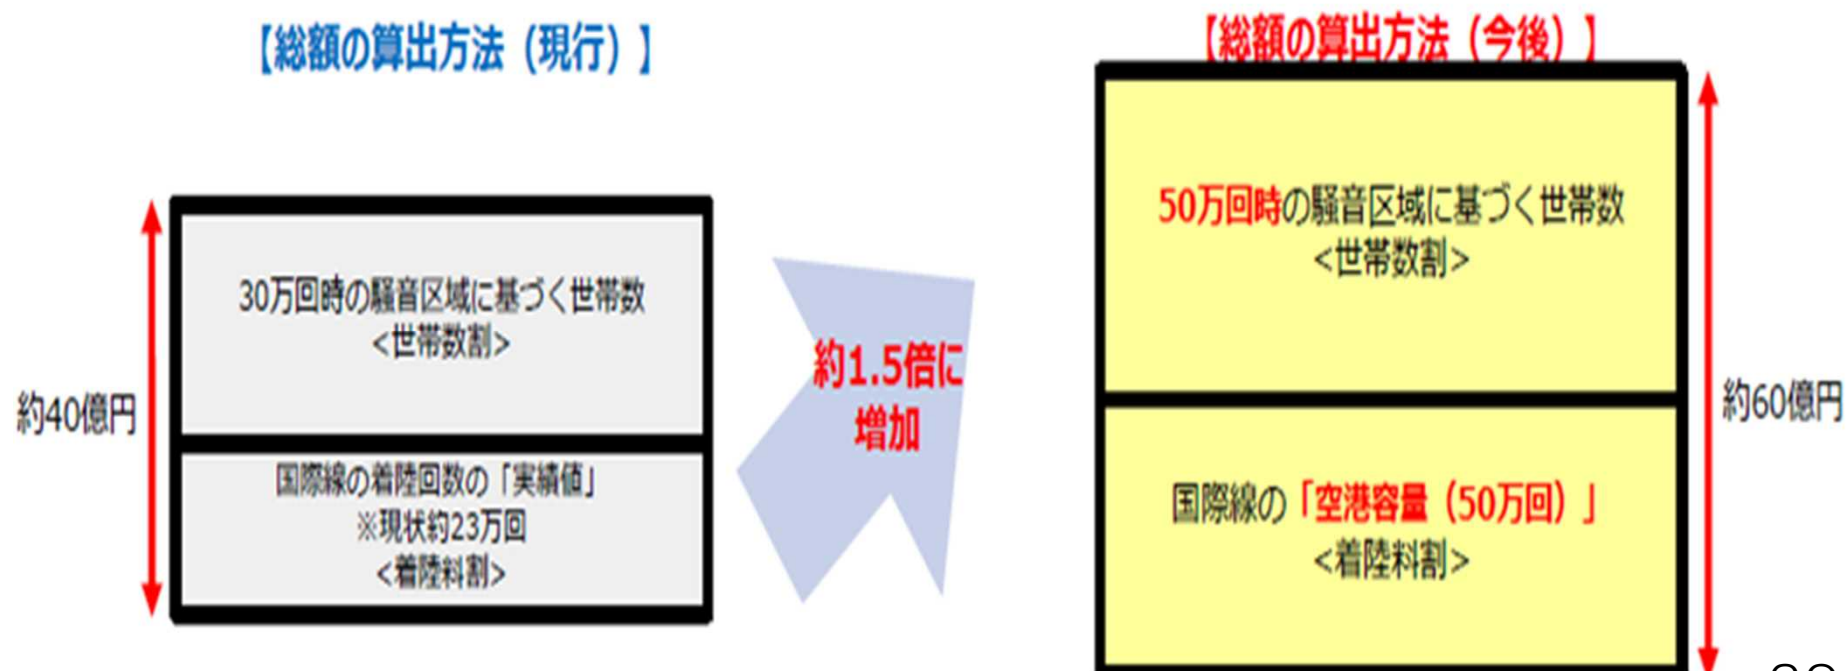 【総額の算出方法（現行）】
約40億円
30万回時の騒音区域に基づく世帯数
<世帯数割>
国際線の着陸回数の「実績値」
※現状約23万回
<着陸料割>
約1.5倍に
増加
【総額の算出方法（今後）】
50万回時の騒音区域に基づく世帯数
<世帯数割>
国際線の「空港容量（50万回）」
<着陸料割>
約60億円